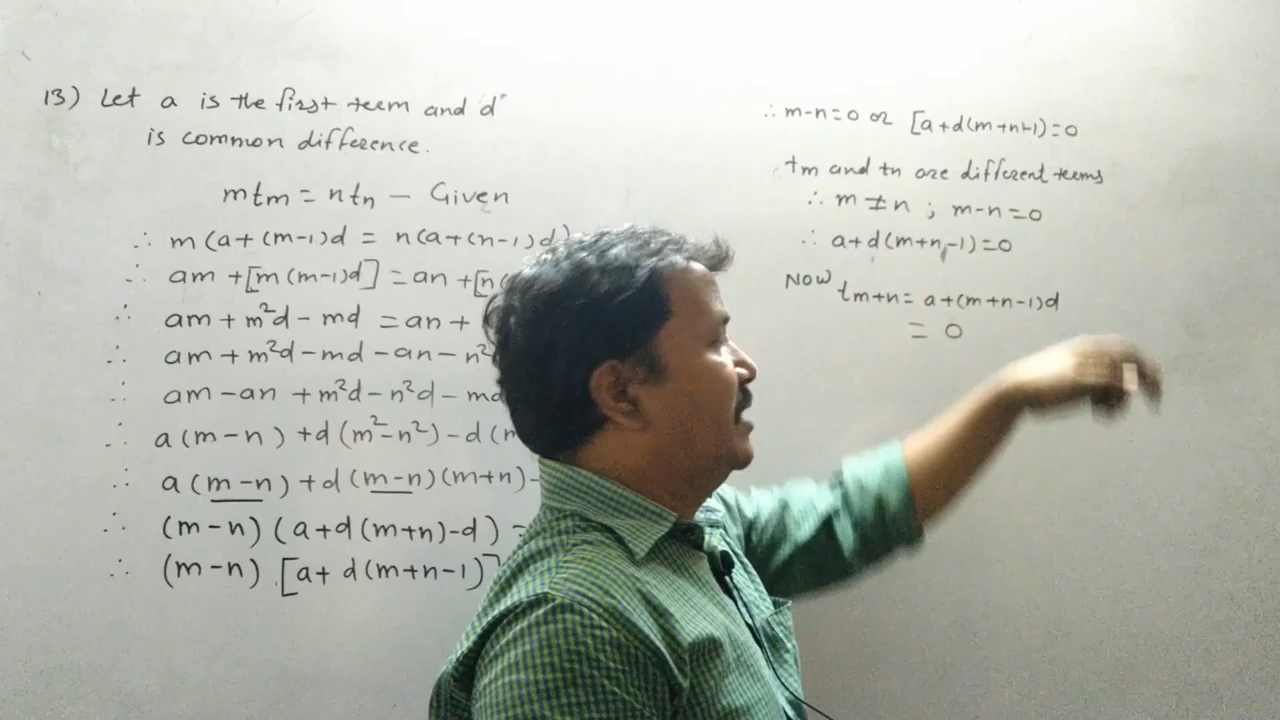 13) Let a is the first term and d"
is common difference.
mtm = ntn – Given
∴ m(a+(m-1)d = n(a+(n-1)d)
∴ am + [m(m-1)d] = an + [n(
∴ am + m²d - md = an +
∴ am + m²d - md - an - n²
∴ am - an + m²d - n²d - md
∴ a(m-n) + d(m²-n²) - d(m
∴ a(m-n) + d(m-n)(m+n) -
∴ (m-n) (a+d(m+n)-d) =
∴ (m-n) [a+ d(m+n-1)]
∴ m-n=0 or [a+d(m+n-1)=0
tm and tn are different terms
∴ m ≠ n ; m-n=0
∴ a+d(m+n-1)=0
Now tm+n = a+(m+n-1)d
= 0